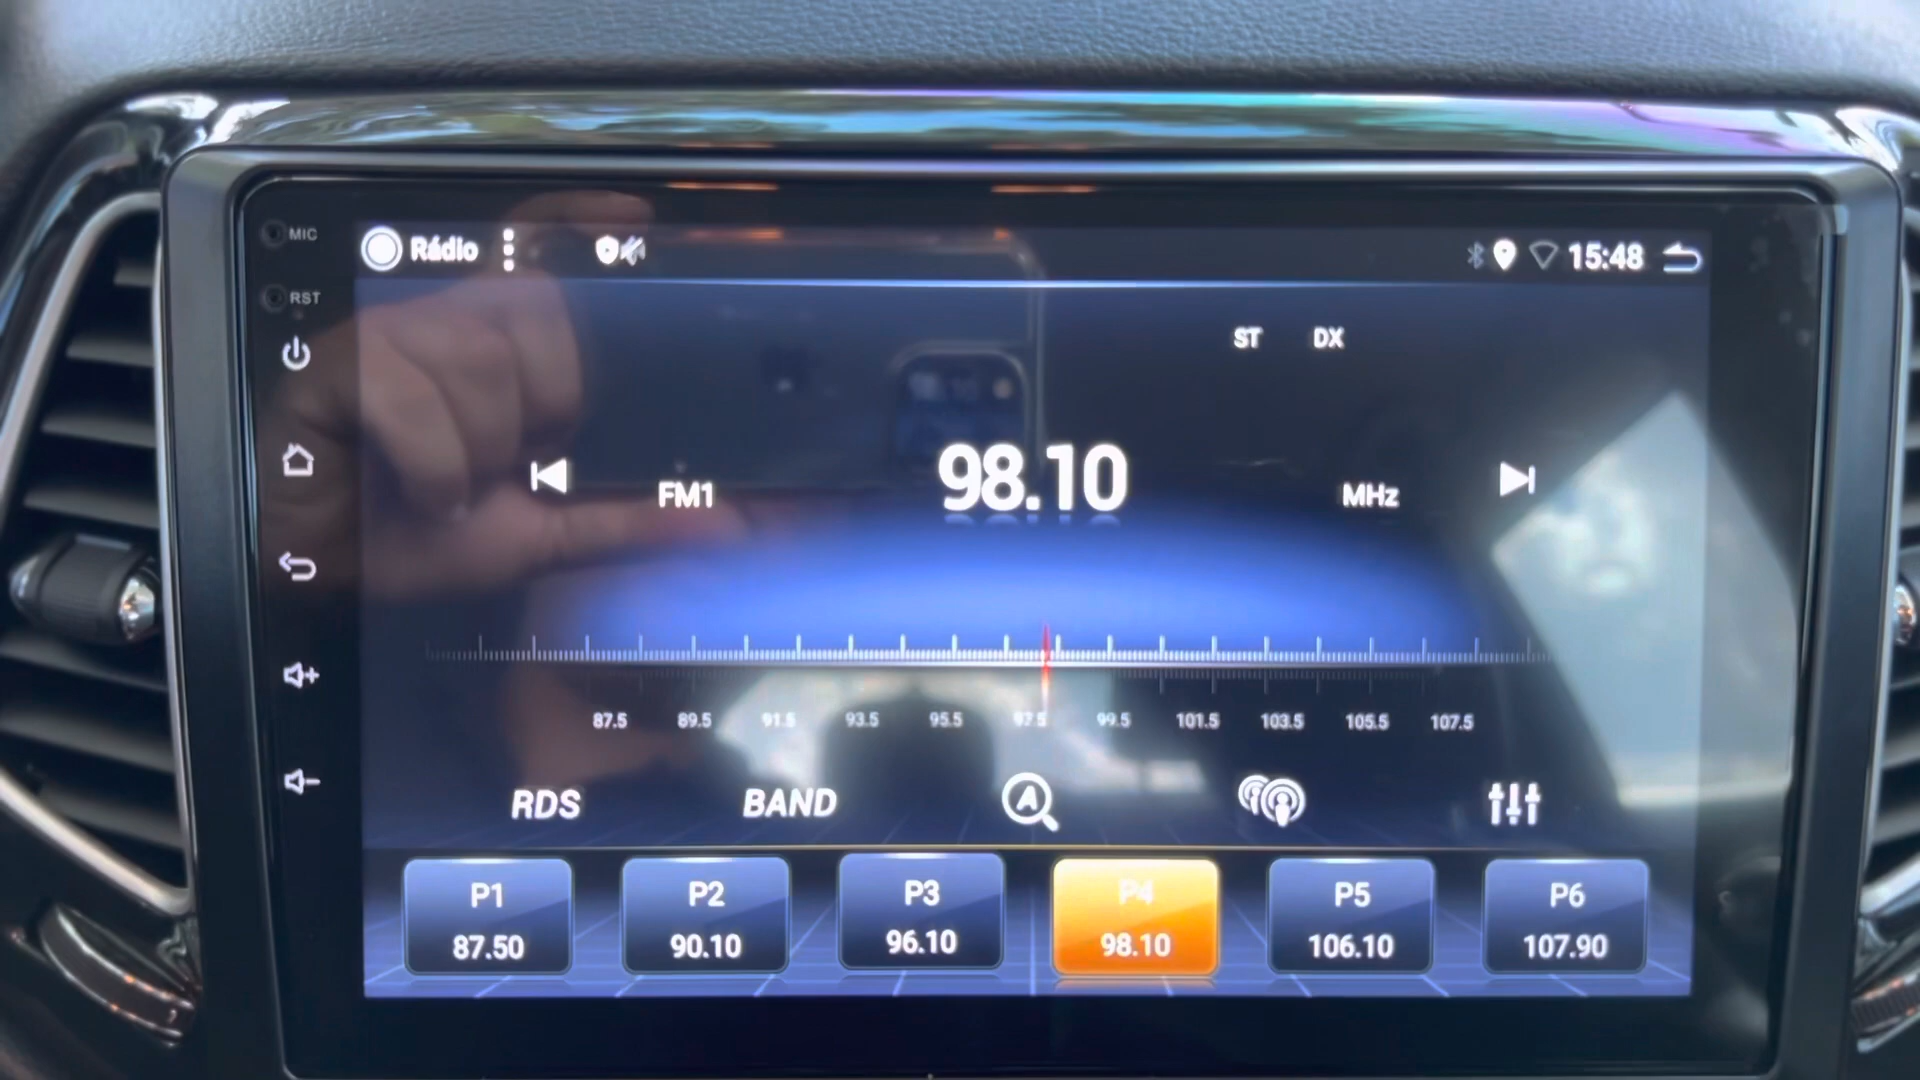 MIC
Rádio
15:48
RST
ST DX
FM1 98.10 MHz
87.5 89.5 91.5 93.5 95.5 97.5 99.5 101.5 103.5 105.5 107.5
RDS BAND A
P1 P2 P3 P4 P5 P6
87.50 90.10 96.10 98.10 106.10 107.90